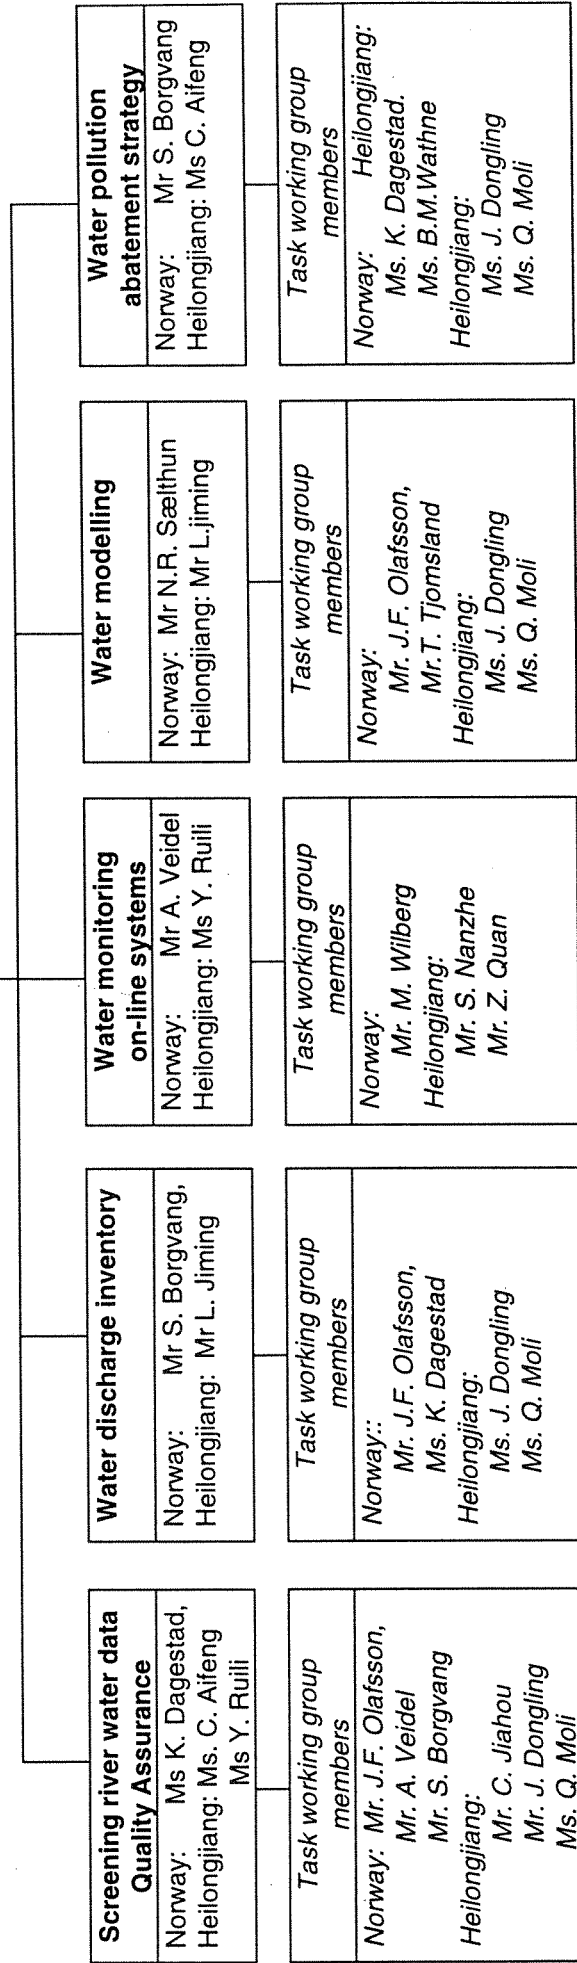 Screening river water data
Quality Assurance
Norway: Ms K. Dagestad,
Heilongjiang: Ms. C. Aifeng
Ms Y. Ruili
Task working group
members
Norway: Mr. J.F. Olafsson,
Mr. A. Veidel
Mr. S. Borgvang
Heilongjiang:
Mr. C. Jiahou
Mr. J. Dongling
Ms. Q. Moli
Water discharge inventory
Norway: Mr S. Borgvang,
Heilongjiang: Mr L. Jiming
Task working group
members
Norway::
Mr. J.F. Olafsson,
Ms. K. Dagestad
Heilongjiang:
Ms. J. Dongling
Ms. Q. Moli
Water monitoring
on-line systems
Norway: Mr A. Veidel
Heilongjiang: Ms Y. Ruili
Task working group
members
Norway:
Mr. M. Wilberg
Heilongjiang:
Mr. S. Nanzhe
Mr. Z. Quan
Water modelling
Norway: Mr N.R. Sælthun
Heilongjiang: Mr L.jiming
Task working group
members
Norway:
Mr. J.F. Olafsson,
Mr.T. Tjomsland
Heilongjiang:
Ms. J. Dongling
Ms. Q. Moli
Water pollution
abatement strategy
Norway: Mr S. Borgvang
Heilongjiang: Ms C. Aifeng
Task working group
members
Norway: Heilongjiang:
Ms. K. Dagestad.
Ms. B.M.Wathne
Heilongjiang:
Ms. J. Dongling
Ms. Q. Moli